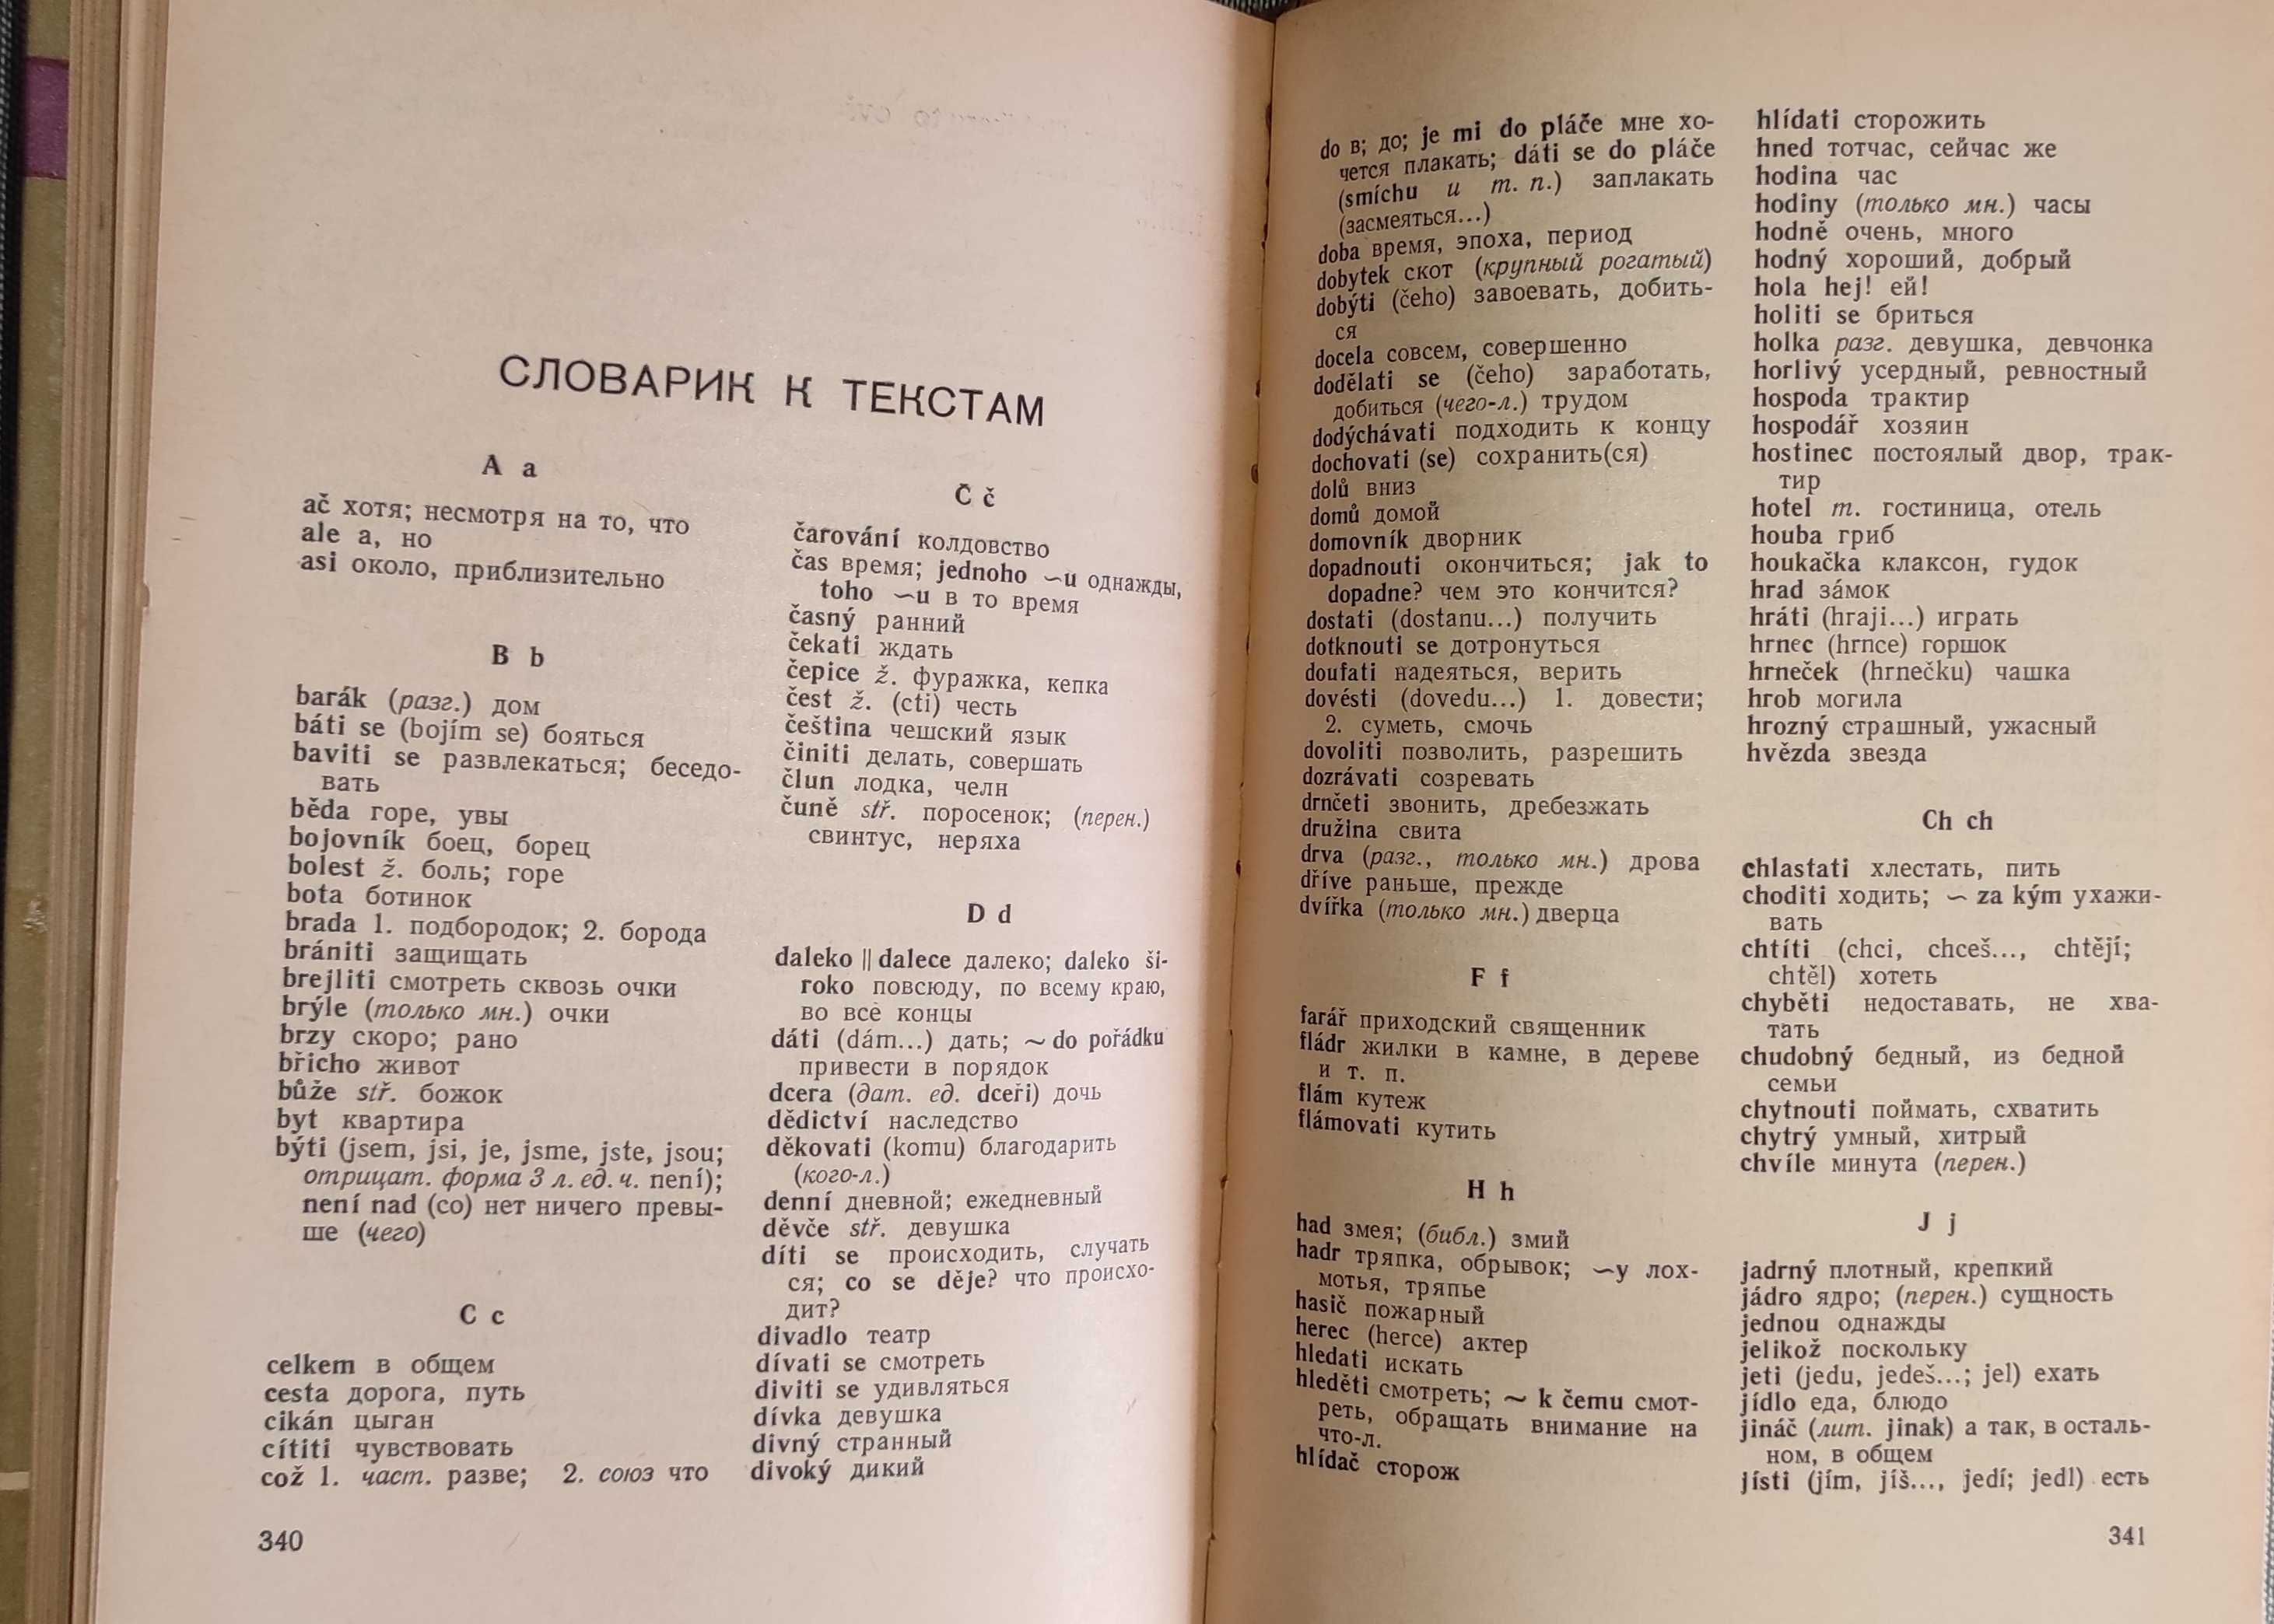 СЛОВАРИК К ТЕКСТАМ
A a
ač хотя; несмотря на то, что
ale а, но
asi около, приблизительно
B b
barák (разг.) дом
báti se (bojím se) бояться
baviti se развлекаться; беседо-
вать
běda горе, увы
bojovník боец, борец
bolest ž. боль; горе
bota ботинок
brada 1. подбородок; 2. борода
brániti защищать
brejliti смотреть сквозь очки
brýle (только мн.) очки
brzy скоро; рано
břicho живот
bůže stř. божок
byt квартира
býti (jsem, jsi, je, jsme, jste, jsou;
отрицат. форма 3 л. ед. ч. není);
není nad (co) нет ничего превы-
ше (чего)
C c
celkem в общем
cesta дорога, путь
cikán цыган
cítiti чувствовать
což 1. част. разве; 2. союз что
340
Č č
čarování колдовство
čas время; jednoho ~u однажды,
toho ~u в то время
časný ранний
čekati ждать
čepice ž. фуражка, кепка
čest ž. (cti) честь
čeština чешский язык
činiti делать, совершать
člun лодка, челн
čuně stř. поросенок; (перен.)
свинтус, неряха
D d
daleko || dalece далеко; daleko ši-
roko повсюду, по всему краю,
во все концы
dáti (dám...) дать; ~ do pořádku
привести в порядок
dcera (дат. ед. dceři) дочь
dědictví наследство
děkovati (komu) благодарить
(кого-л.)
denní дневной; ежедневный
děvče stř. девушка
díti se происходить, случать
ся; co se děje? что происхо-
дит?
divadlo театр
dívati se смотреть
diviti se удивляться
dívka девушка
divný странный
divoký дикий
do в; до; je mi do pláče мне хо-
чется плакать; dáti se do pláče
(smíchu и т. п.) заплакать
(засмеяться...)
doba время, эпоха, период
dobytek скот (крупный рогатый)
dobýti (čeho) завоевать, добить-
ся
docela совсем, совершенно
dodělati se (čeho) заработать,
добиться (чего-л.) трудом
dodýchávati подходить к концу
dochovati (se) сохранить(ся)
dolů вниз
domů домой
domovník дворник
dopadnouti окончиться; jak to
dopadne? чем это кончится?
dostati (dostanu...) получить
dotknouti se дотронуться
doufati надеяться, верить
dovésti (dovedu...) 1. довести;
2. суметь, смочь
dovoliti позволить, разрешить
dozrávati созревать
drnčeti звонить, дребезжать
družina свита
drva (разг., только мн.) дрова
dříve раньше, прежде
dvířka (только мн.) дверца
F f
farář приходский священник
fládr жилки в камне, в дереве
и т. п.
flám кутеж
flámovati кутить
H h
had змея; (библ.) змий
hadr тряпка, обрывок; ~y лох-
мотья, тряпье
hasič пожарный
herec (herce) актер
hledati искать
hleděti смотреть; ~ k čemu смот-
реть, обращать внимание на
что-л.
hlídač сторож
hlídati сторожить
hned тотчас, сейчас же
hodina час
hodiny (только мн.) часы
hodně очень, много
hodný хороший, добрый
hola hej! ей!
holiti se бриться
holka разг. девушка, девчонка
horlivý усердный, ревностный
hospoda трактир
hospodář хозяин
hostinec постоялый двор, трак-
тир
hotel m. гостиница, отель
houba гриб
houkačka клаксон, гудок
hrad за́мок
hráti (hraji...) играть
hrnec (hrnce) горшок
hrneček (hrnečku) чашка
hrob могила
hrozný страшный, ужасный
hvězda звезда
Ch ch
chlastati хлестать, пить
choditi ходить; ~ za kým ухажи-
вать
chtíti (chci, chceš..., chtějí;
chtěl) хотеть
chyběti недоставать, не хва-
тать
chudobný бедный, из бедной
семьи
chytnouti поймать, схватить
chytrý умный, хитрый
chvíle минута (перен.)
J j
jadrný плотный, крепкий
jádro ядро; (перен.) сущность
jednou однажды
jelikož поскольку
jeti (jedu, jedeš...; jel) ехать
jídlo еда, блюдо
jináč (лит. jinak) а так, в осталь-
ном, в общем
jísti (jím, jíš..., jedí; jedl) есть
341